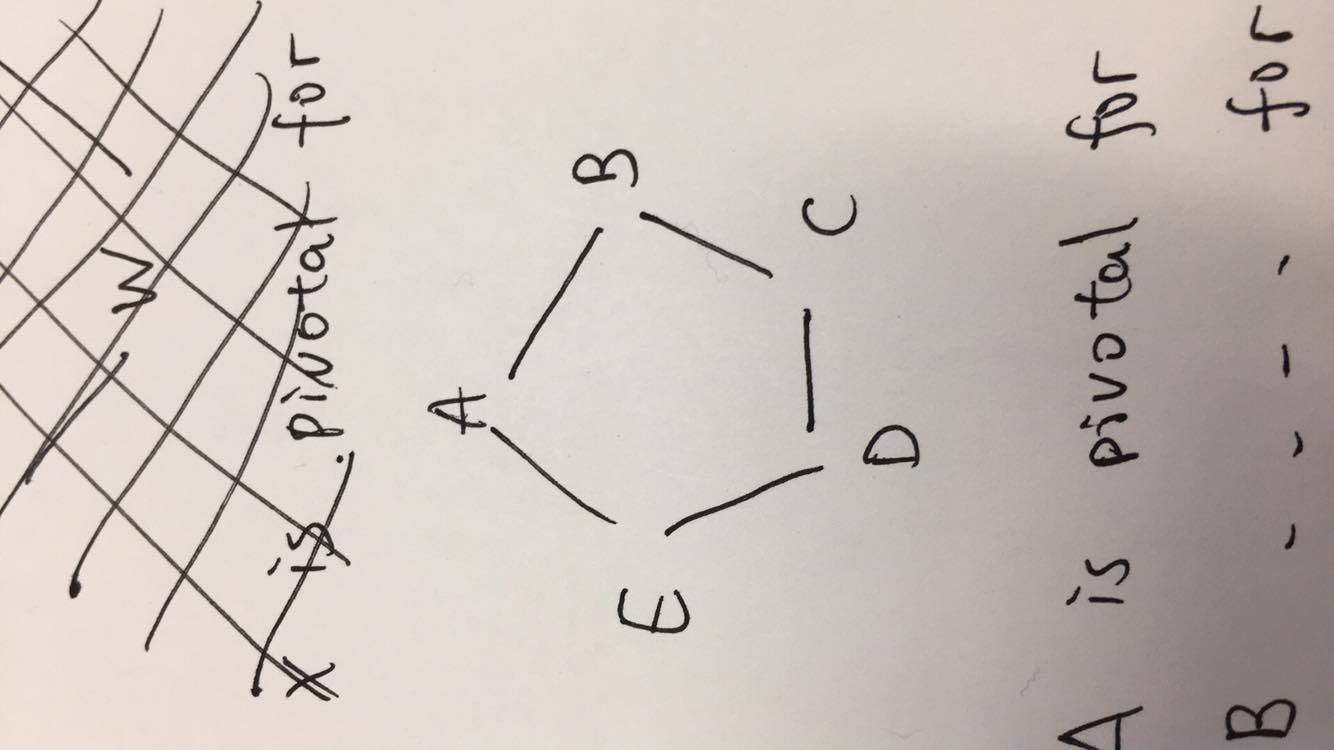 W
X is pivotal for
A
B
E
C
D
A is pivotal for
B - - - - for